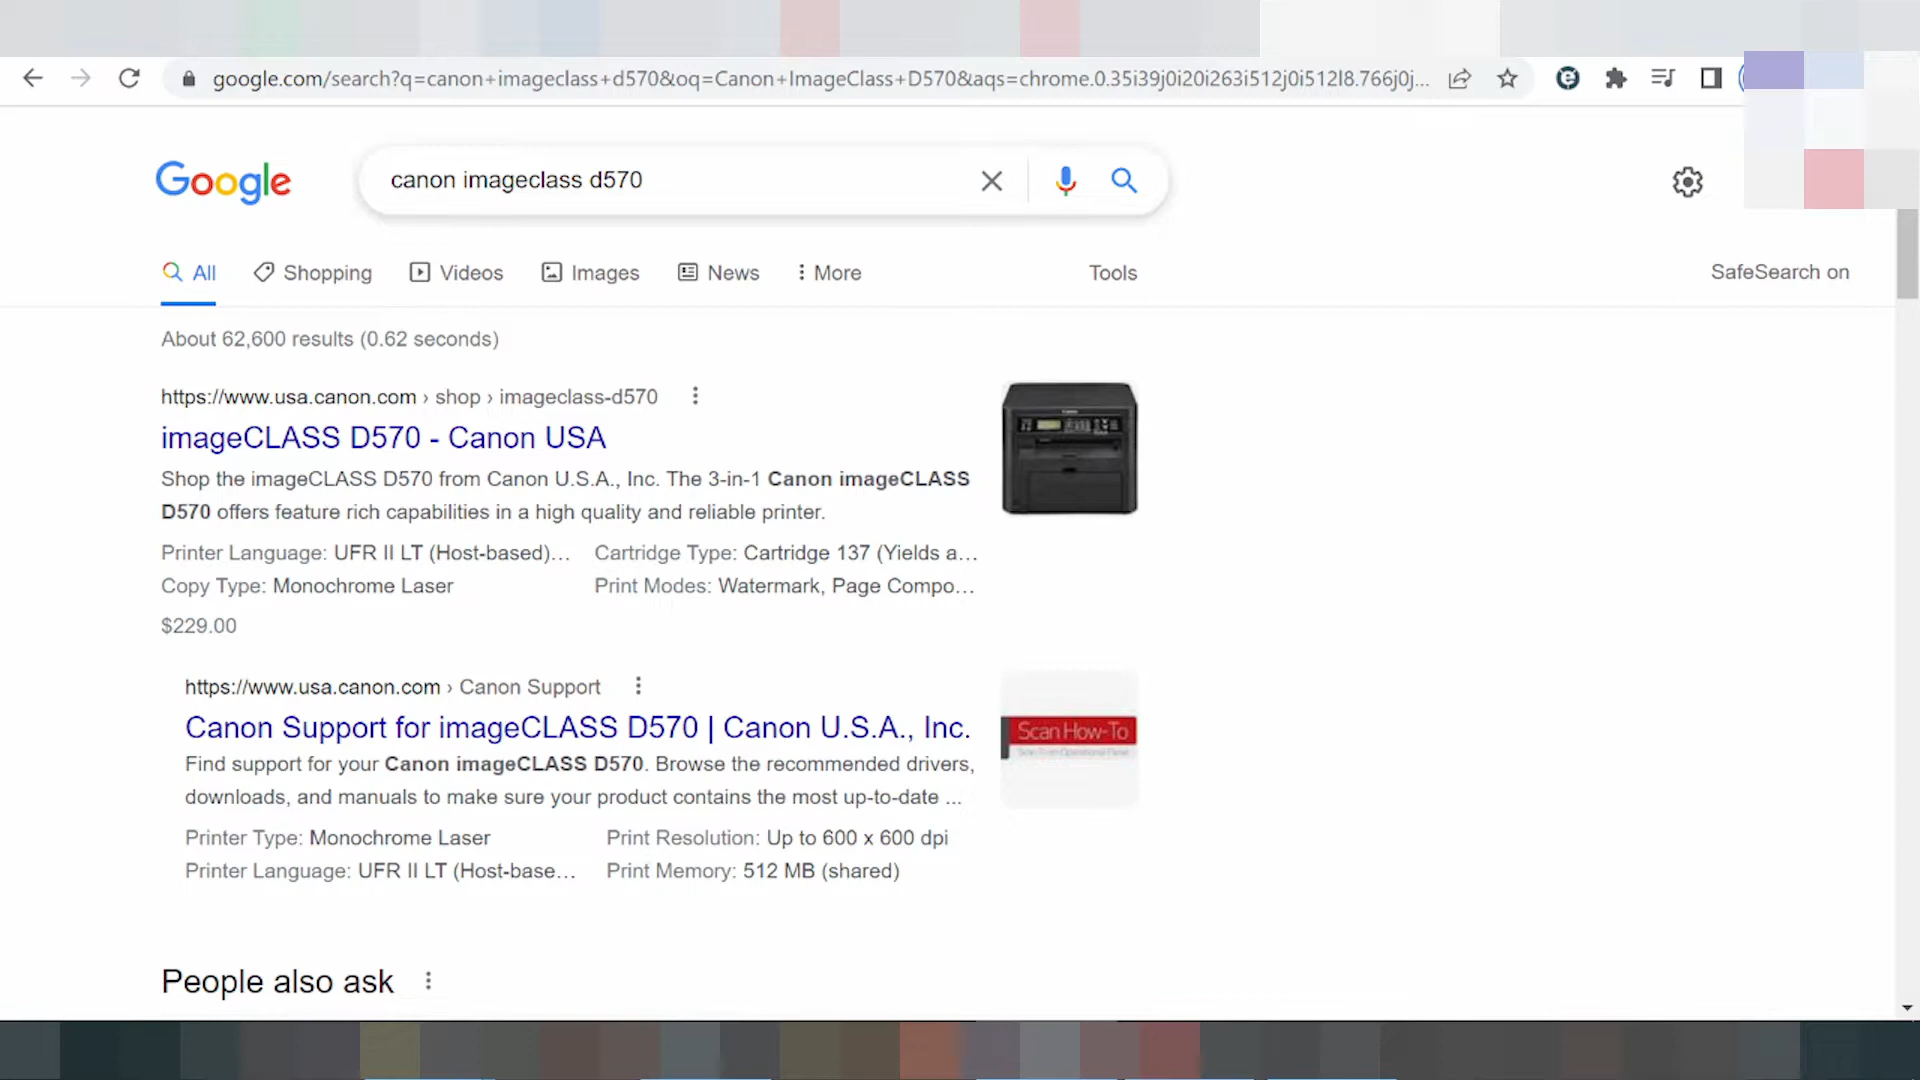 google.com/search?q=canon+imageclass+d570&oq=Canon+ImageClass+D570&aqs=chrome.0.35i39j0i20i263i512j0i512l8.766j0j...
Google
canon imageclass d570
All
Shopping
Videos
Images
News
More
Tools
SafeSearch on
About 62,600 results (0.62 seconds)
https://www.usa.canon.com › shop › imageclass-d570
imageCLASS D570 - Canon USA
Shop the imageCLASS D570 from Canon U.S.A., Inc. The 3-in-1 Canon imageCLASS
D570 offers feature rich capabilities in a high quality and reliable printer.
Printer Language: UFR II LT (Host-based)... Cartridge Type: Cartridge 137 (Yields a...
Copy Type: Monochrome Laser Print Modes: Watermark, Page Compo...
$229.00
https://www.usa.canon.com › Canon Support
Canon Support for imageCLASS D570 | Canon U.S.A., Inc.
Scan How-To
Find support for your Canon imageCLASS D570. Browse the recommended drivers,
downloads, and manuals to make sure your product contains the most up-to-date ...
Printer Type: Monochrome Laser Print Resolution: Up to 600 x 600 dpi
Printer Language: UFR II LT (Host-base... Print Memory: 512 MB (shared)
People also ask